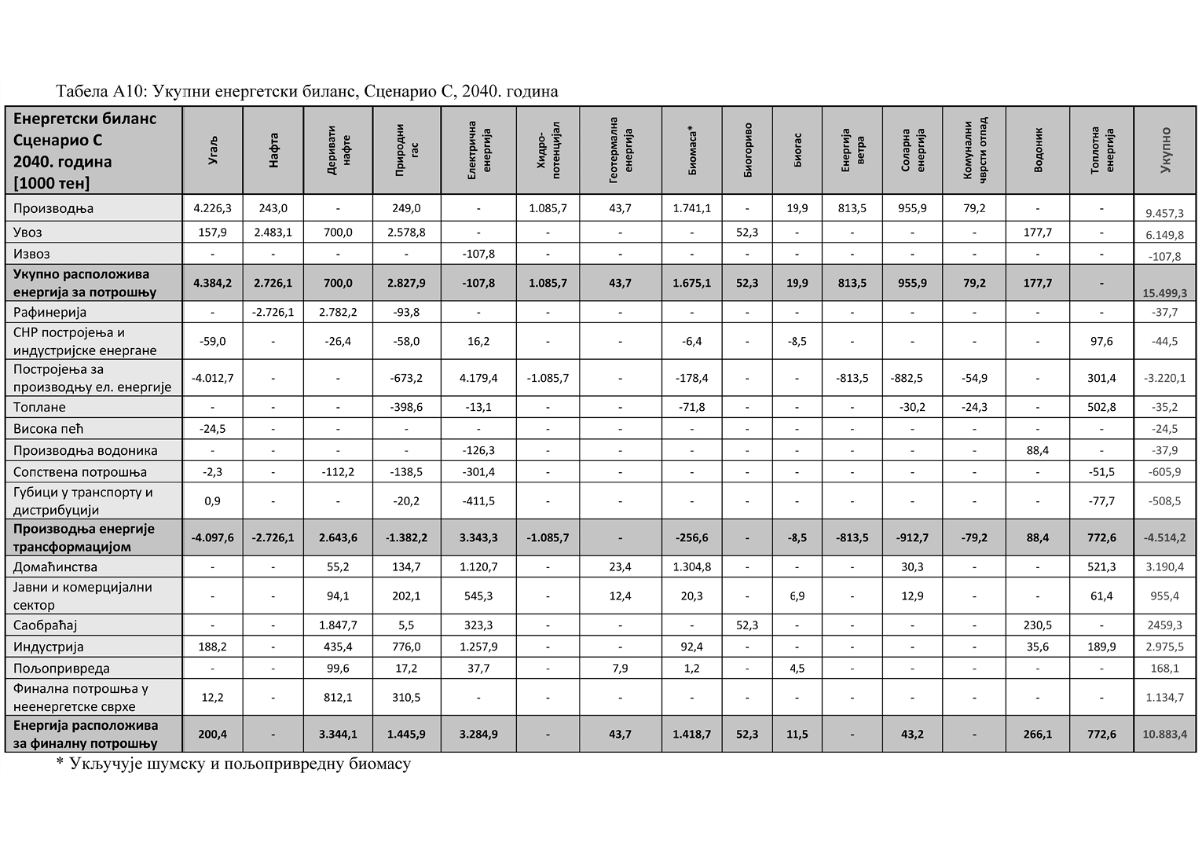 Табела А10: Укупни енергетски биланс, Сценарио С, 2040. година
Енергетски биланс Сценарио С 2040. година [1000 тен] | Угаљ | Нафта | Деривати нафте | Природни гас | Електрична енергија | Хидро-потенцијал | Геотермална енергија | Биомаса* | Биогориво | Биогас | Енергија ветра | Соларна енергија | Комунални чврсти отпад | Водоник | Топлотна енергија | Укупно
Производња | 4.226,3 | 243,0 | - | 249,0 | - | 1.085,7 | 43,7 | 1.741,1 | - | 19,9 | 813,5 | 955,9 | 79,2 | - | - | 9.457,3
Увоз | 157,9 | 2.483,1 | 700,0 | 2.578,8 | - | - | - | - | 52,3 | - | - | - | - | 177,7 | - | 6.149,8
Извоз | - | - | - | - | -107,8 | - | - | - | - | - | - | - | - | - | - | -107,8
Укупно расположива енергија за потрошњу | 4.384,2 | 2.726,1 | 700,0 | 2.827,9 | -107,8 | 1.085,7 | 43,7 | 1.675,1 | 52,3 | 19,9 | 813,5 | 955,9 | 79,2 | 177,7 | - | 15.499,3
Рафинерија | - | -2.726,1 | 2.782,2 | -93,8 | - | - | - | - | - | - | - | - | - | - | - | -37,7
СНР постројења и индустријске енергане | -59,0 | - | -26,4 | -58,0 | 16,2 | - | - | -6,4 | - | -8,5 | - | - | - | - | 97,6 | -44,5
Постројења за производњу ел. енергије | -4.012,7 | - | - | -673,2 | 4.179,4 | -1.085,7 | - | -178,4 | - | - | -813,5 | -882,5 | -54,9 | - | 301,4 | -3.220,1
Топлане | - | - | - | -398,6 | -13,1 | - | - | -71,8 | - | - | - | -30,2 | -24,3 | - | 502,8 | -35,2
Висока пећ | -24,5 | - | - | - | - | - | - | - | - | - | - | - | - | - | - | -24,5
Производња водоника | - | - | - | - | -126,3 | - | - | - | - | - | - | - | - | 88,4 | - | -37,9
Сопствена потрошња | -2,3 | - | -112,2 | -138,5 | -301,4 | - | - | - | - | - | - | - | - | - | -51,5 | -605,9
Губици у транспорту и дистрибуцији | 0,9 | - | - | -20,2 | -411,5 | - | - | - | - | - | - | - | - | - | -77,7 | -508,5
Производња енергије трансформацијом | -4.097,6 | -2.726,1 | 2.643,6 | -1.382,2 | 3.343,3 | -1.085,7 | - | -256,6 | - | -8,5 | -813,5 | -912,7 | -79,2 | 88,4 | 772,6 | -4.514,2
Домаћинства | - | - | 55,2 | 134,7 | 1.120,7 | - | 23,4 | 1.304,8 | - | - | - | 30,3 | - | - | 521,3 | 3.190,4
Јавни и комерцијални сектор | - | - | 94,1 | 202,1 | 545,3 | - | 12,4 | 20,3 | - | 6,9 | - | 12,9 | - | - | 61,4 | 955,4
Саобраћај | - | - | 1.847,7 | 5,5 | 323,3 | - | - | - | 52,3 | - | - | - | - | 230,5 | - | 2459,3
Индустрија | 188,2 | - | 435,4 | 776,0 | 1.257,9 | - | - | 92,4 | - | - | - | - | - | 35,6 | 189,9 | 2.975,5
Пољопривреда | - | - | 99,6 | 17,2 | 37,7 | - | 7,9 | 1,2 | - | 4,5 | - | - | - | - | - | 168,1
Финална потрошња у неенергетске сврхе | 12,2 | - | 812,1 | 310,5 | - | - | - | - | - | - | - | - | - | - | - | 1.134,7
Енергија расположива за финалну потрошњу | 200,4 | - | 3.344,1 | 1.445,9 | 3.284,9 | - | 43,7 | 1.418,7 | 52,3 | 11,5 | - | 43,2 | - | 266,1 | 772,6 | 10.883,4
* Укључује шумску и пољопривредну биомасу